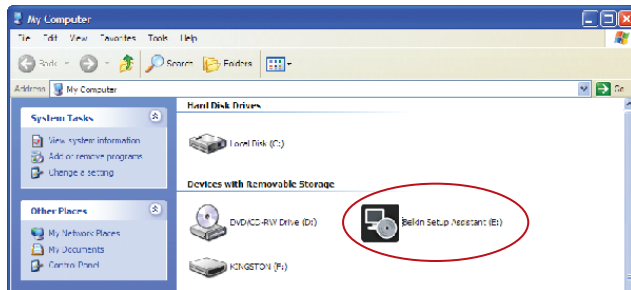 My Computer
File Edit View Favorites Tools Help
Back Search Folders
Address My Computer Go
System Tasks
View system information
Add or remove programs
Change a setting
Other Places
My Network Places
My Documents
Control Panel
Hard Disk Drives
Local Disk (C:)
Devices with Removable Storage
DVD/CD-RW Drive (D:)
Belkin Setup Assistant (E:)
KINGSTON (F:)